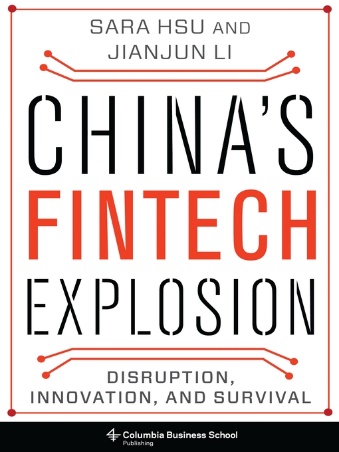 SARA HSU AND
JIANJUN LI
CHINA'S
FINTECH
EXPLOSION
DISRUPTION,
INNOVATION, AND SURVIVAL
Columbia Business School
Publishing